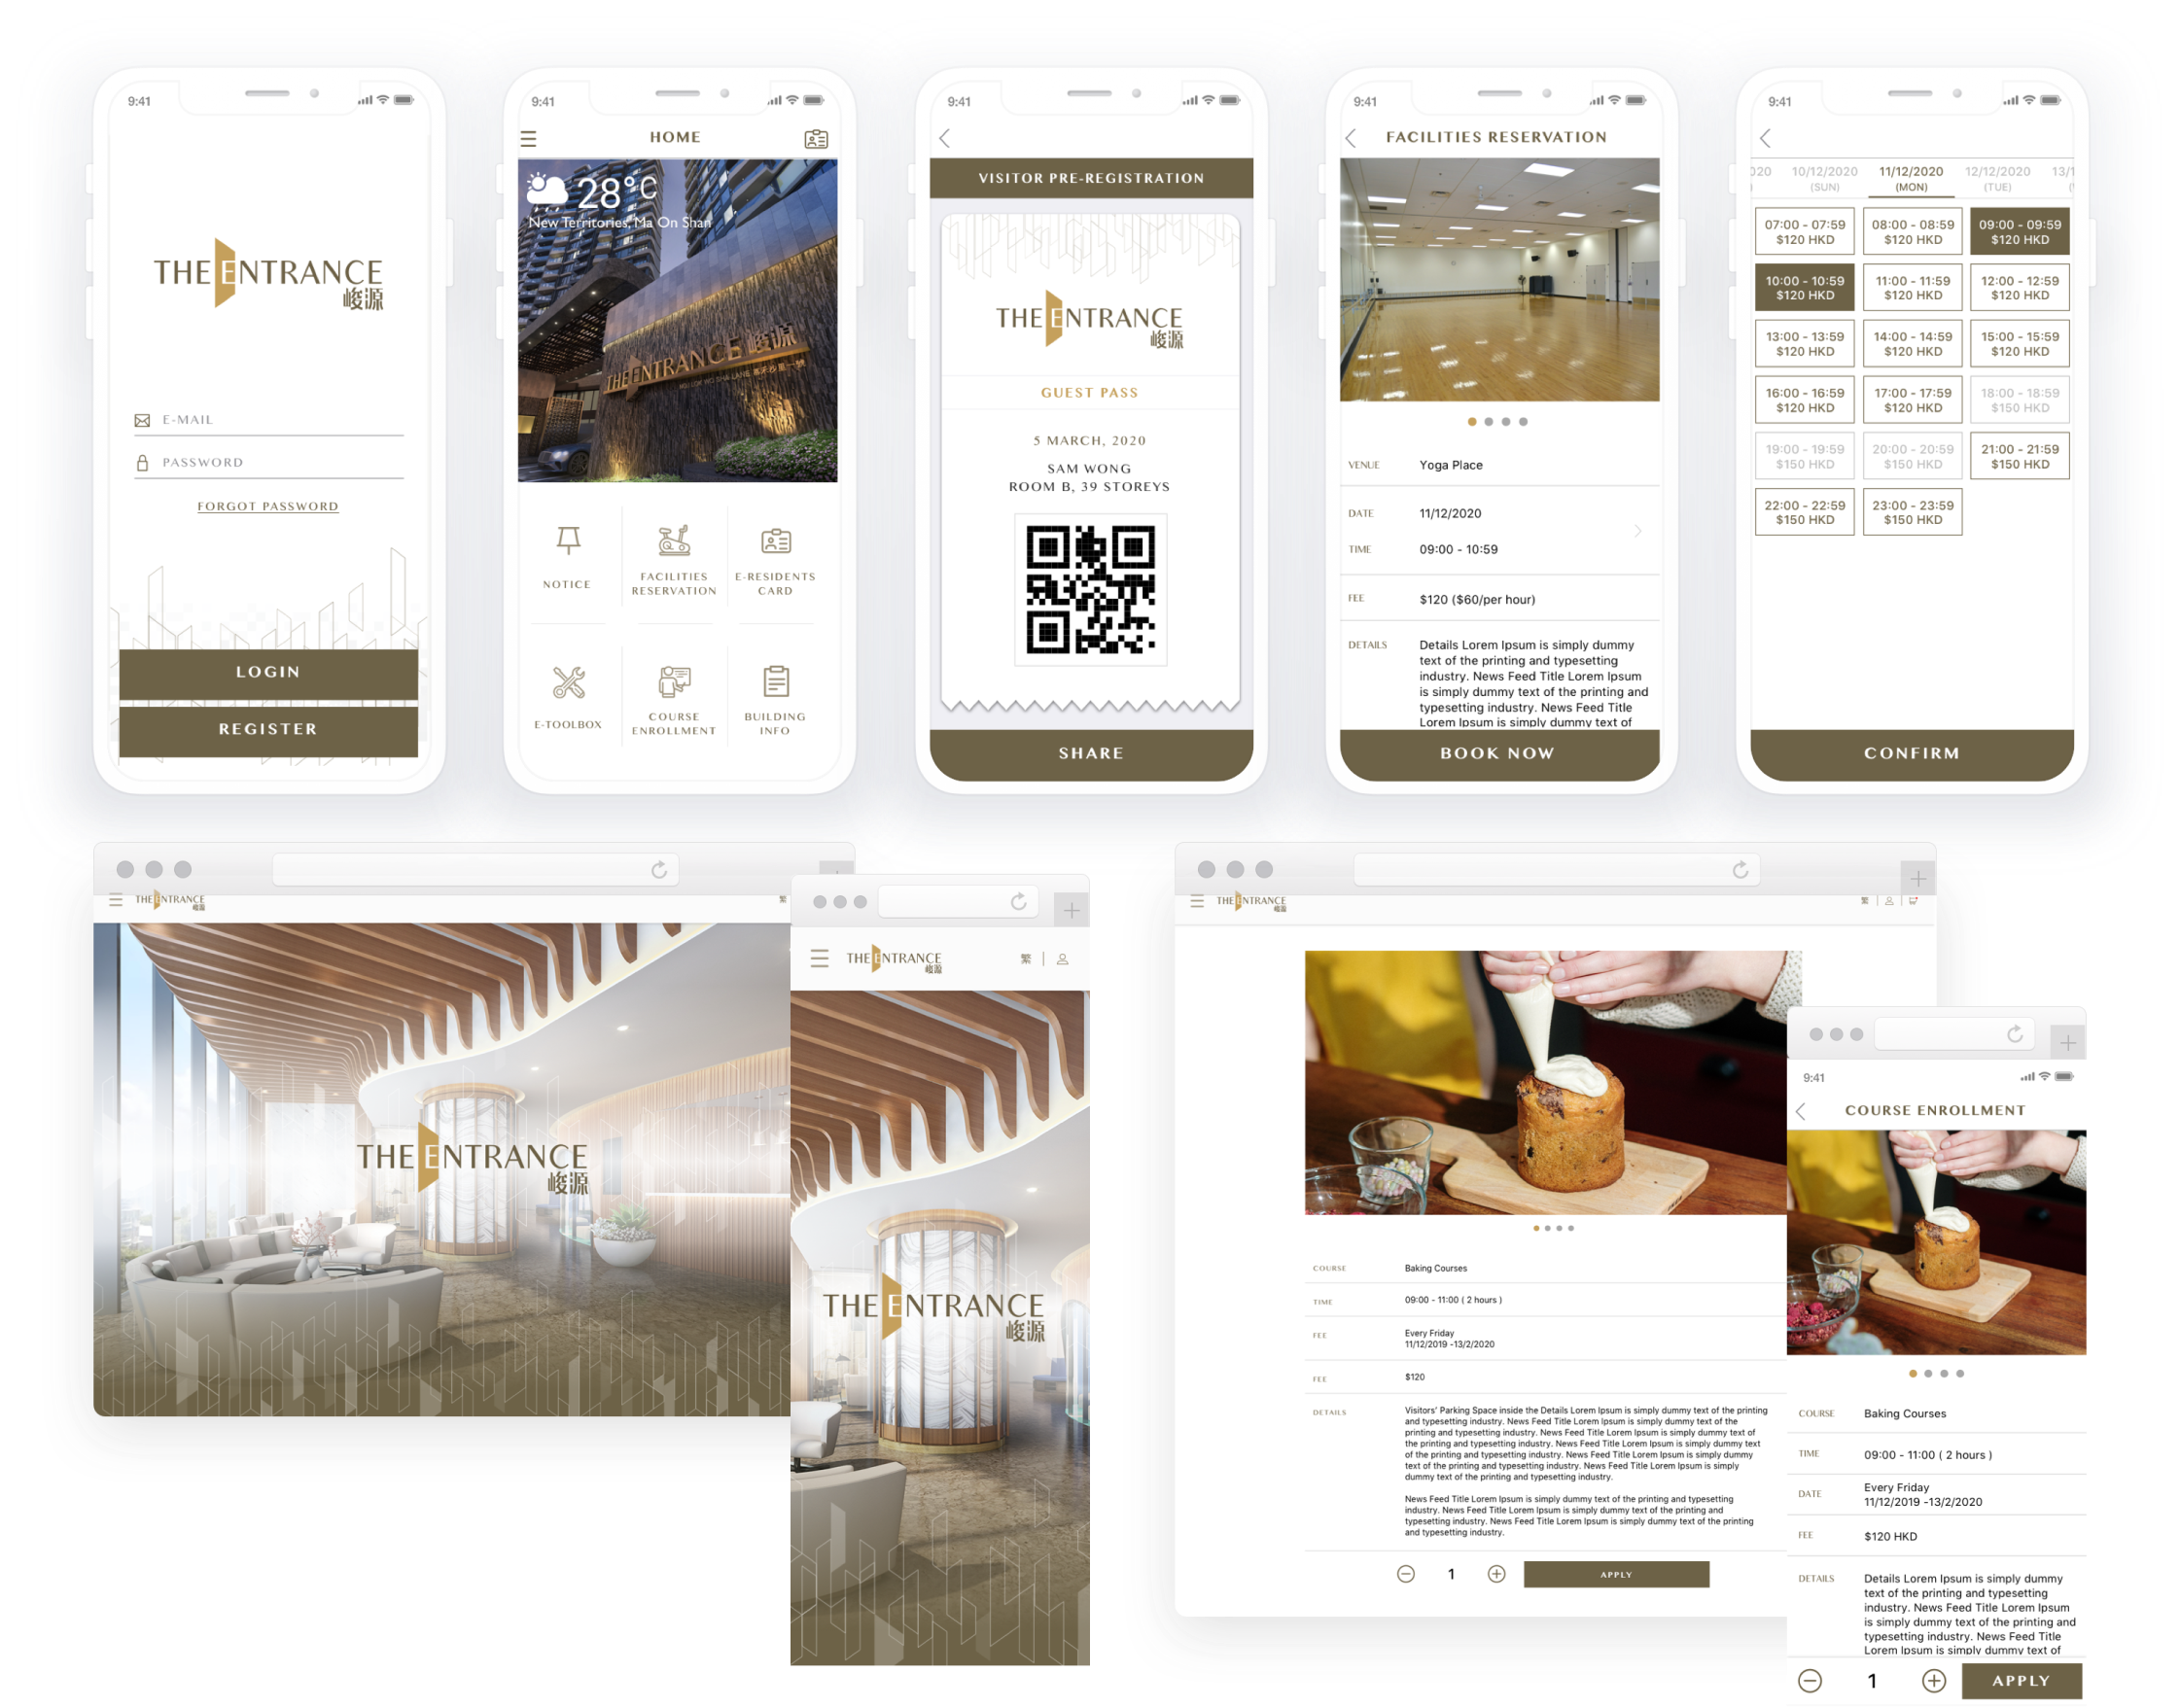 9:41
THE ENTRANCE
峻源
E-MAIL
PASSWORD
FORGOT PASSWORD
LOGIN
REGISTER
9:41
HOME
28°C
New Territories, Ma On Shan
THE ENTRANCE 峻源
NOTICE
FACILITIES
RESERVATION
E-RESIDENTS
CARD
E-TOOLBOX
COURSE
ENROLLMENT
BUILDING
INFO
9:41
VISITOR PRE-REGISTRATION
THE ENTRANCE
峻源
GUEST PASS
5 MARCH, 2020
SAM WONG
ROOM B, 39 STOREYS
SHARE
9:41
FACILITIES RESERVATION
VENUE Yoga Place
DATE 11/12/2020
TIME 09:00 - 10:59
FEE $120 ($60/per hour)
DETAILS Details Lorem Ipsum is simply dummy
text of the printing and typesetting
industry. News Feed Title Lorem Ipsum
is simply dummy text of the printing and
typesetting industry. News Feed Title
Lorem Ipsum is simply dummy text of
BOOK NOW
9:41
020 10/12/2020 11/12/2020 12/12/2020 13/1
) (SUN) (MON) (TUE) (
07:00 - 07:59 08:00 - 08:59 09:00 - 09:59
$120 HKD $120 HKD $120 HKD
10:00 - 10:59 11:00 - 11:59 12:00 - 12:59
$120 HKD $120 HKD $120 HKD
13:00 - 13:59 14:00 - 14:59 15:00 - 15:59
$120 HKD $120 HKD $120 HKD
16:00 - 16:59 17:00 - 17:59 18:00 - 18:59
$120 HKD $120 HKD $150 HKD
19:00 - 19:59 20:00 - 20:59 21:00 - 21:59
$150 HKD $150 HKD $150 HKD
22:00 - 22:59 23:00 - 23:59
$150 HKD $150 HKD
CONFIRM
THE ENTRANCE
峻源
繁
THE ENTRANCE
峻源
THE ENTRANCE
峻源
繁
THE ENTRANCE
峻源
THE ENTRANCE
峻源
繁
COURSE Baking Courses
TIME 09:00 - 11:00 ( 2 hours )
FEE Every Friday
11/12/2019 -13/2/2020
FEE $120
DETAILS Visitors' Parking Space inside the Details Lorem Ipsum is simply dummy text of the printing
and typesetting industry. News Feed Title Lorem Ipsum is simply dummy text of the
printing and typesetting industry. News Feed Title Lorem Ipsum is simply dummy text of
the printing and typesetting industry. News Feed Title Lorem Ipsum is simply dummy text
of the printing and typesetting industry. News Feed Title Lorem Ipsum is simply dummy
text of the printing and typesetting industry. News Feed Title Lorem Ipsum is simply
dummy text of the printing and typesetting industry.
News Feed Title Lorem Ipsum is simply dummy text of the printing and typesetting
industry. News Feed Title Lorem Ipsum is simply dummy text of the printing and
typesetting industry. News Feed Title Lorem Ipsum is simply dummy text of the printing
and typesetting industry.
1 APPLY
9:41
COURSE ENROLLMENT
COURSE Baking Courses
TIME 09:00 - 11:00 ( 2 hours )
DATE Every Friday
11/12/2019 -13/2/2020
FEE $120 HKD
DETAILS Details Lorem Ipsum is simply dummy
text of the printing and typesetting
industry. News Feed Title Lorem Ipsum
is simply dummy text of the printing and
typesetting industry. News Feed Title
Lorem Ipsum is simply dummy text of
1 APPLY